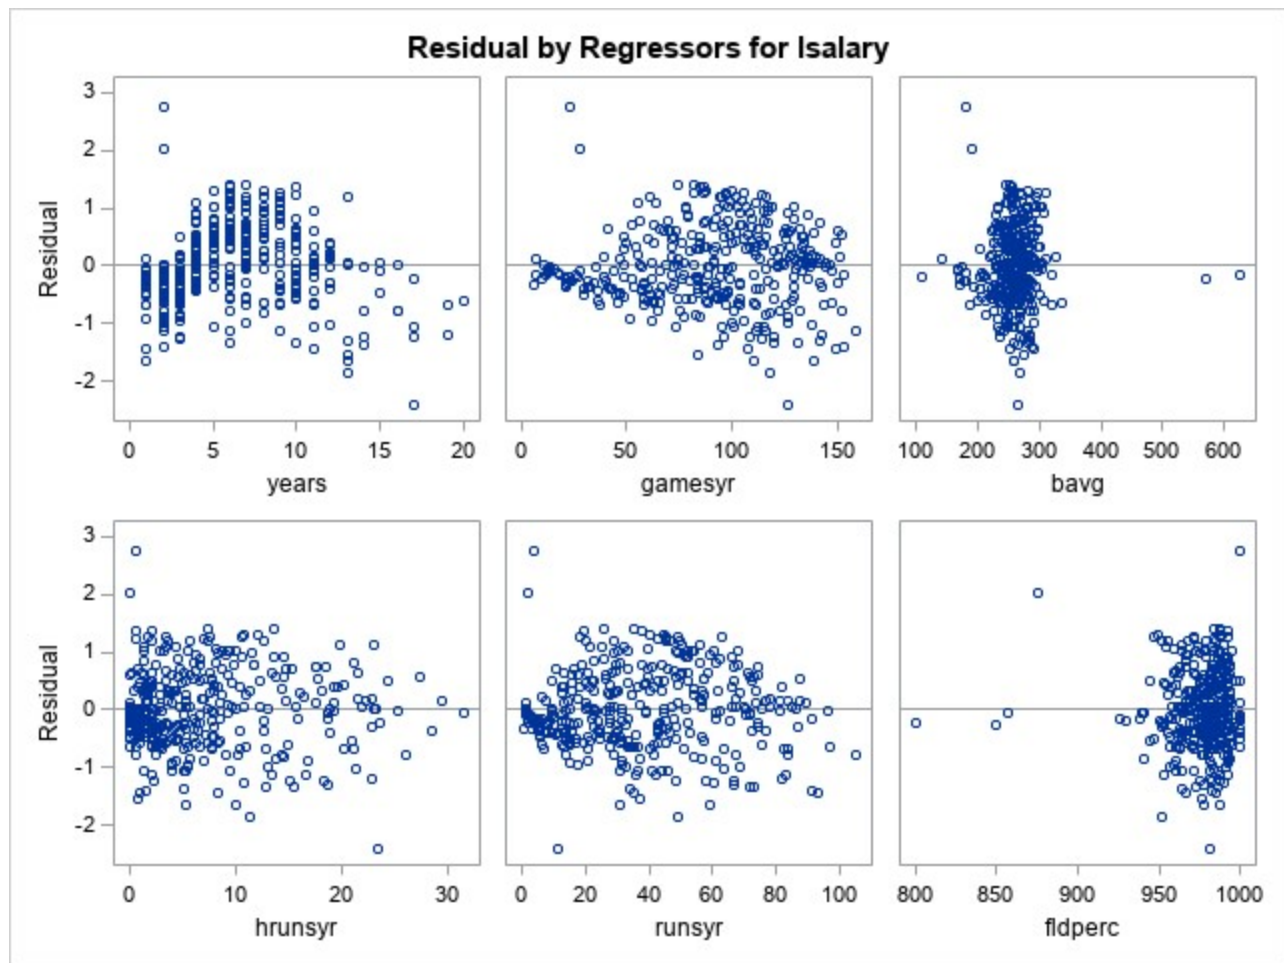 Residual by Regressors for lsalary
Residual
3
2
1
0
-1
-2
0 5 10 15 20
years
0 50 100 150
gamesyr
100 200 300 400 500 600
bavg
Residual
3
2
1
0
-1
-2
0 10 20 30
hrunsyr
0 20 40 60 80 100
runsyr
800 850 900 950 1000
fldperc